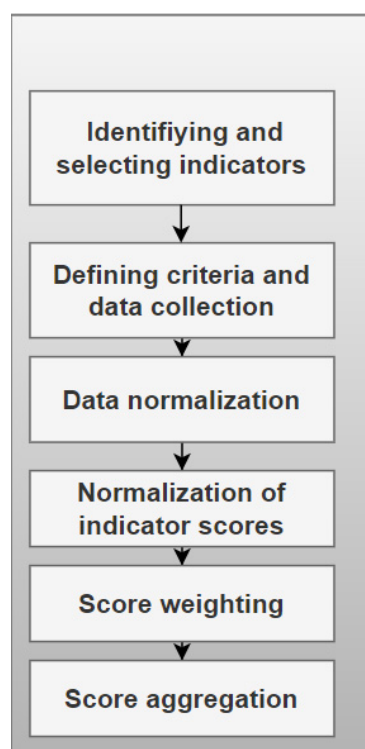 Identifiying and
selecting indicators
Defining criteria and
data collection
Data normalization
Normalization of
indicator scores
Score weighting
Score aggregation